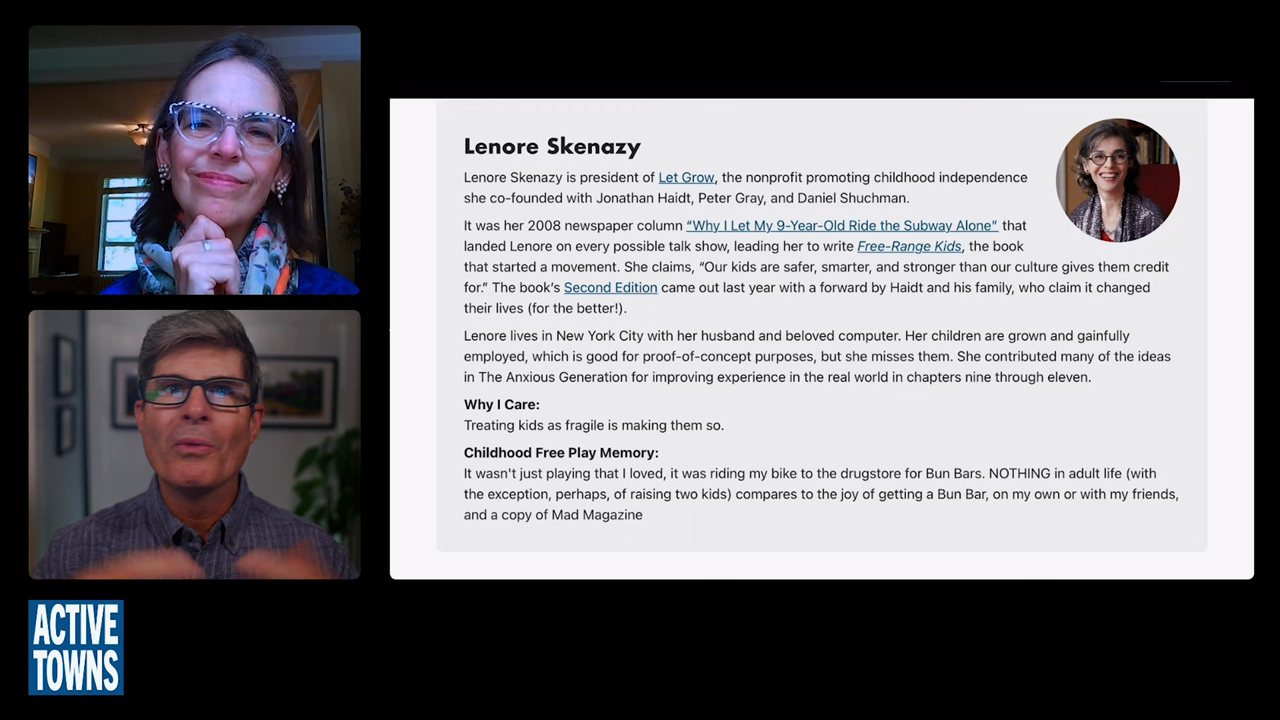 Lenore Skenazy
Lenore Skenazy is president of Let Grow, the nonprofit promoting childhood independence
she co-founded with Jonathan Haidt, Peter Gray, and Daniel Shuchman.
It was her 2008 newspaper column “Why I Let My 9-Year-Old Ride the Subway Alone” that
landed Lenore on every possible talk show, leading her to write Free-Range Kids, the book
that started a movement. She claims, “Our kids are safer, smarter, and stronger than our culture gives them credit
for.” The book’s Second Edition came out last year with a forward by Haidt and his family, who claim it changed
their lives (for the better!).
Lenore lives in New York City with her husband and beloved computer. Her children are grown and gainfully
employed, which is good for proof-of-concept purposes, but she misses them. She contributed many of the ideas
in The Anxious Generation for improving experience in the real world in chapters nine through eleven.
Why I Care:
Treating kids as fragile is making them so.
Childhood Free Play Memory:
It wasn't just playing that I loved, it was riding my bike to the drugstore for Bun Bars. NOTHING in adult life (with
the exception, perhaps, of raising two kids) compares to the joy of getting a Bun Bar, on my own or with my friends,
and a copy of Mad Magazine
ACTIVE
TOWNS